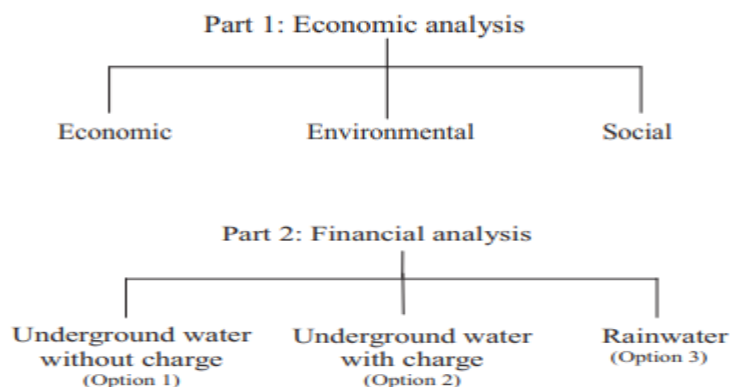 Part 1: Economic analysis
Economic Environmental Social
Part 2: Financial analysis
Underground water without charge (Option 1)
Underground water with charge (Option 2)
Rainwater (Option 3)